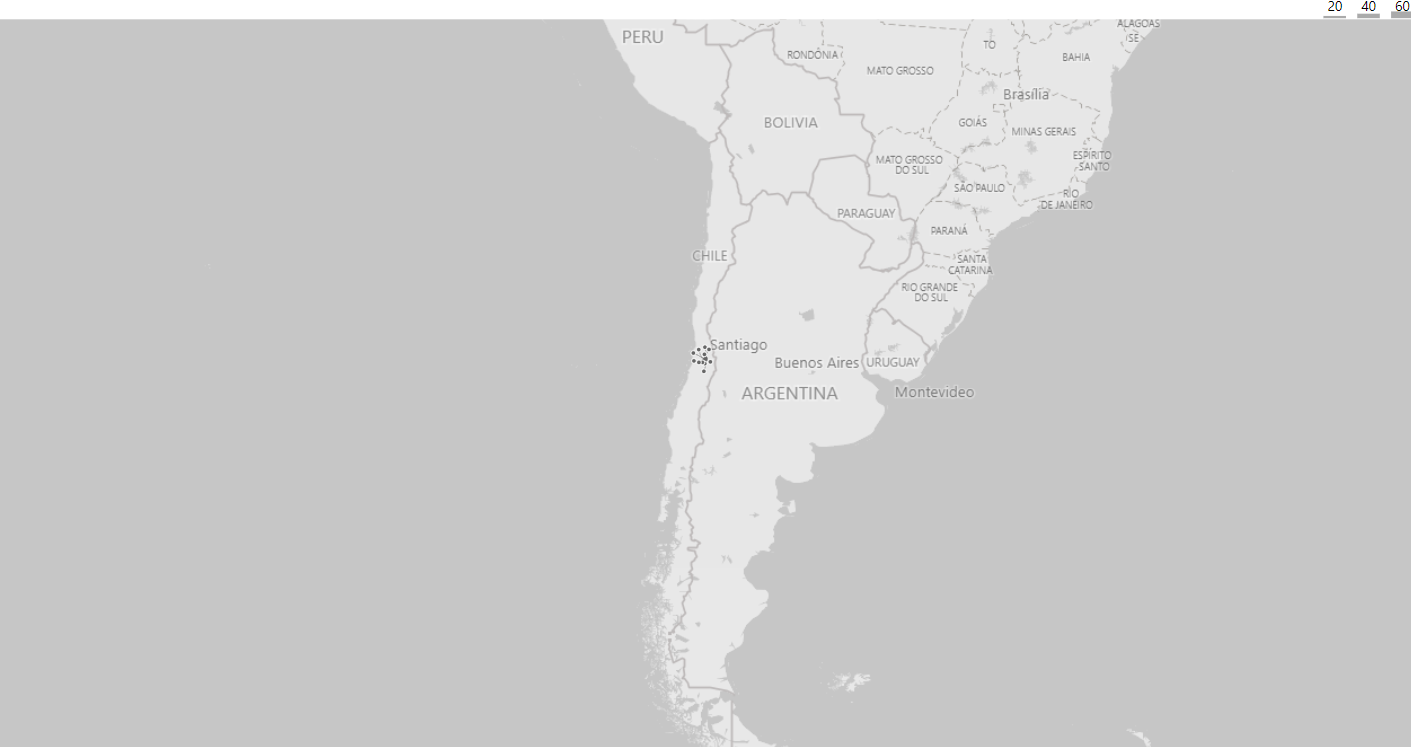 20 40 60
ALAGOAS
SE
PERU
TO
RONDÔNIA
BAHIA
MATO GROSSO
Brasília
BOLIVIA
GOIÁS
MINAS GERAIS
ESPÍRITO
SANTO
MATO GROSSO
DO SUL
SÃO PAULO
RIO
DE JANEIRO
PARAGUAY
PARANÁ
CHILE
SANTA
CATARINA
RIO GRANDE
DO SUL
Santiago
Buenos Aires
URUGUAY
ARGENTINA
Montevideo